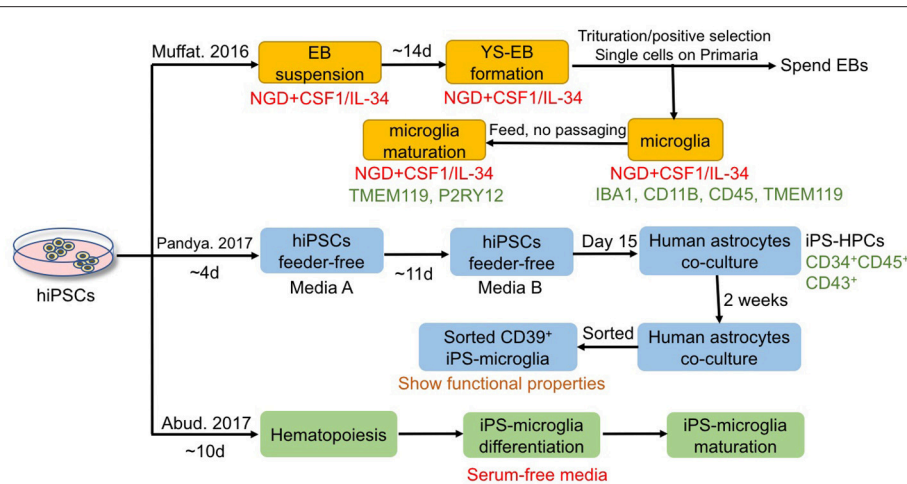 Muffat. 2016
EB
suspension
NGD+CSF1/IL-34
~14d
YS-EB
formation
NGD+CSF1/IL-34
Trituration/positive selection
Single cells on Primaria
Spend EBs
microglia
NGD+CSF1/IL-34
IBA1, CD11B, CD45, TMEM119
Feed, no passaging
microglia
maturation
NGD+CSF1/IL-34
TMEM119, P2RY12
hiPSCs
Pandya. 2017
~4d
hiPSCs
feeder-free
Media A
~11d
hiPSCs
feeder-free
Media B
Day 15
Human astrocytes
co-culture
iPS-HPCs
CD34⁺CD45⁺
CD43⁺
2 weeks
Human astrocytes
co-culture
Sorted
Sorted CD39⁺
iPS-microglia
Show functional properties
Abud. 2017
~10d
Hematopoiesis
iPS-microglia
differentiation
Serum-free media
iPS-microglia
maturation